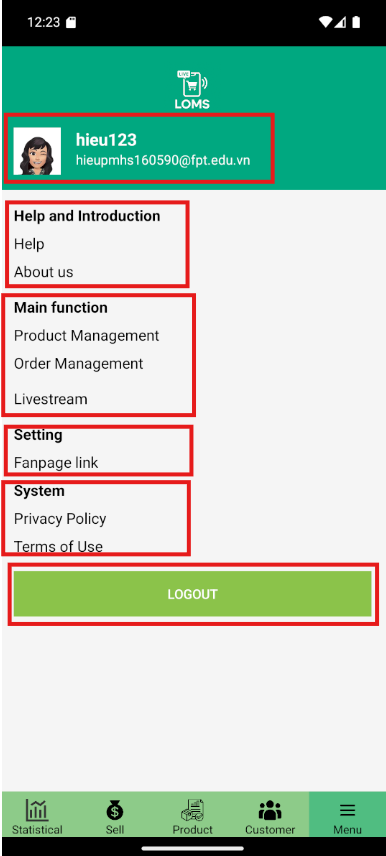 12:23
LIVE
LOMS
hieu123
hieupmhs160590@fpt.edu.vn
Help and Introduction
Help
About us
Main function
Product Management
Order Management
Livestream
Setting
Fanpage link
System
Privacy Policy
Terms of Use
LOGOUT
Statistical
Sell
Product
Customer
Menu